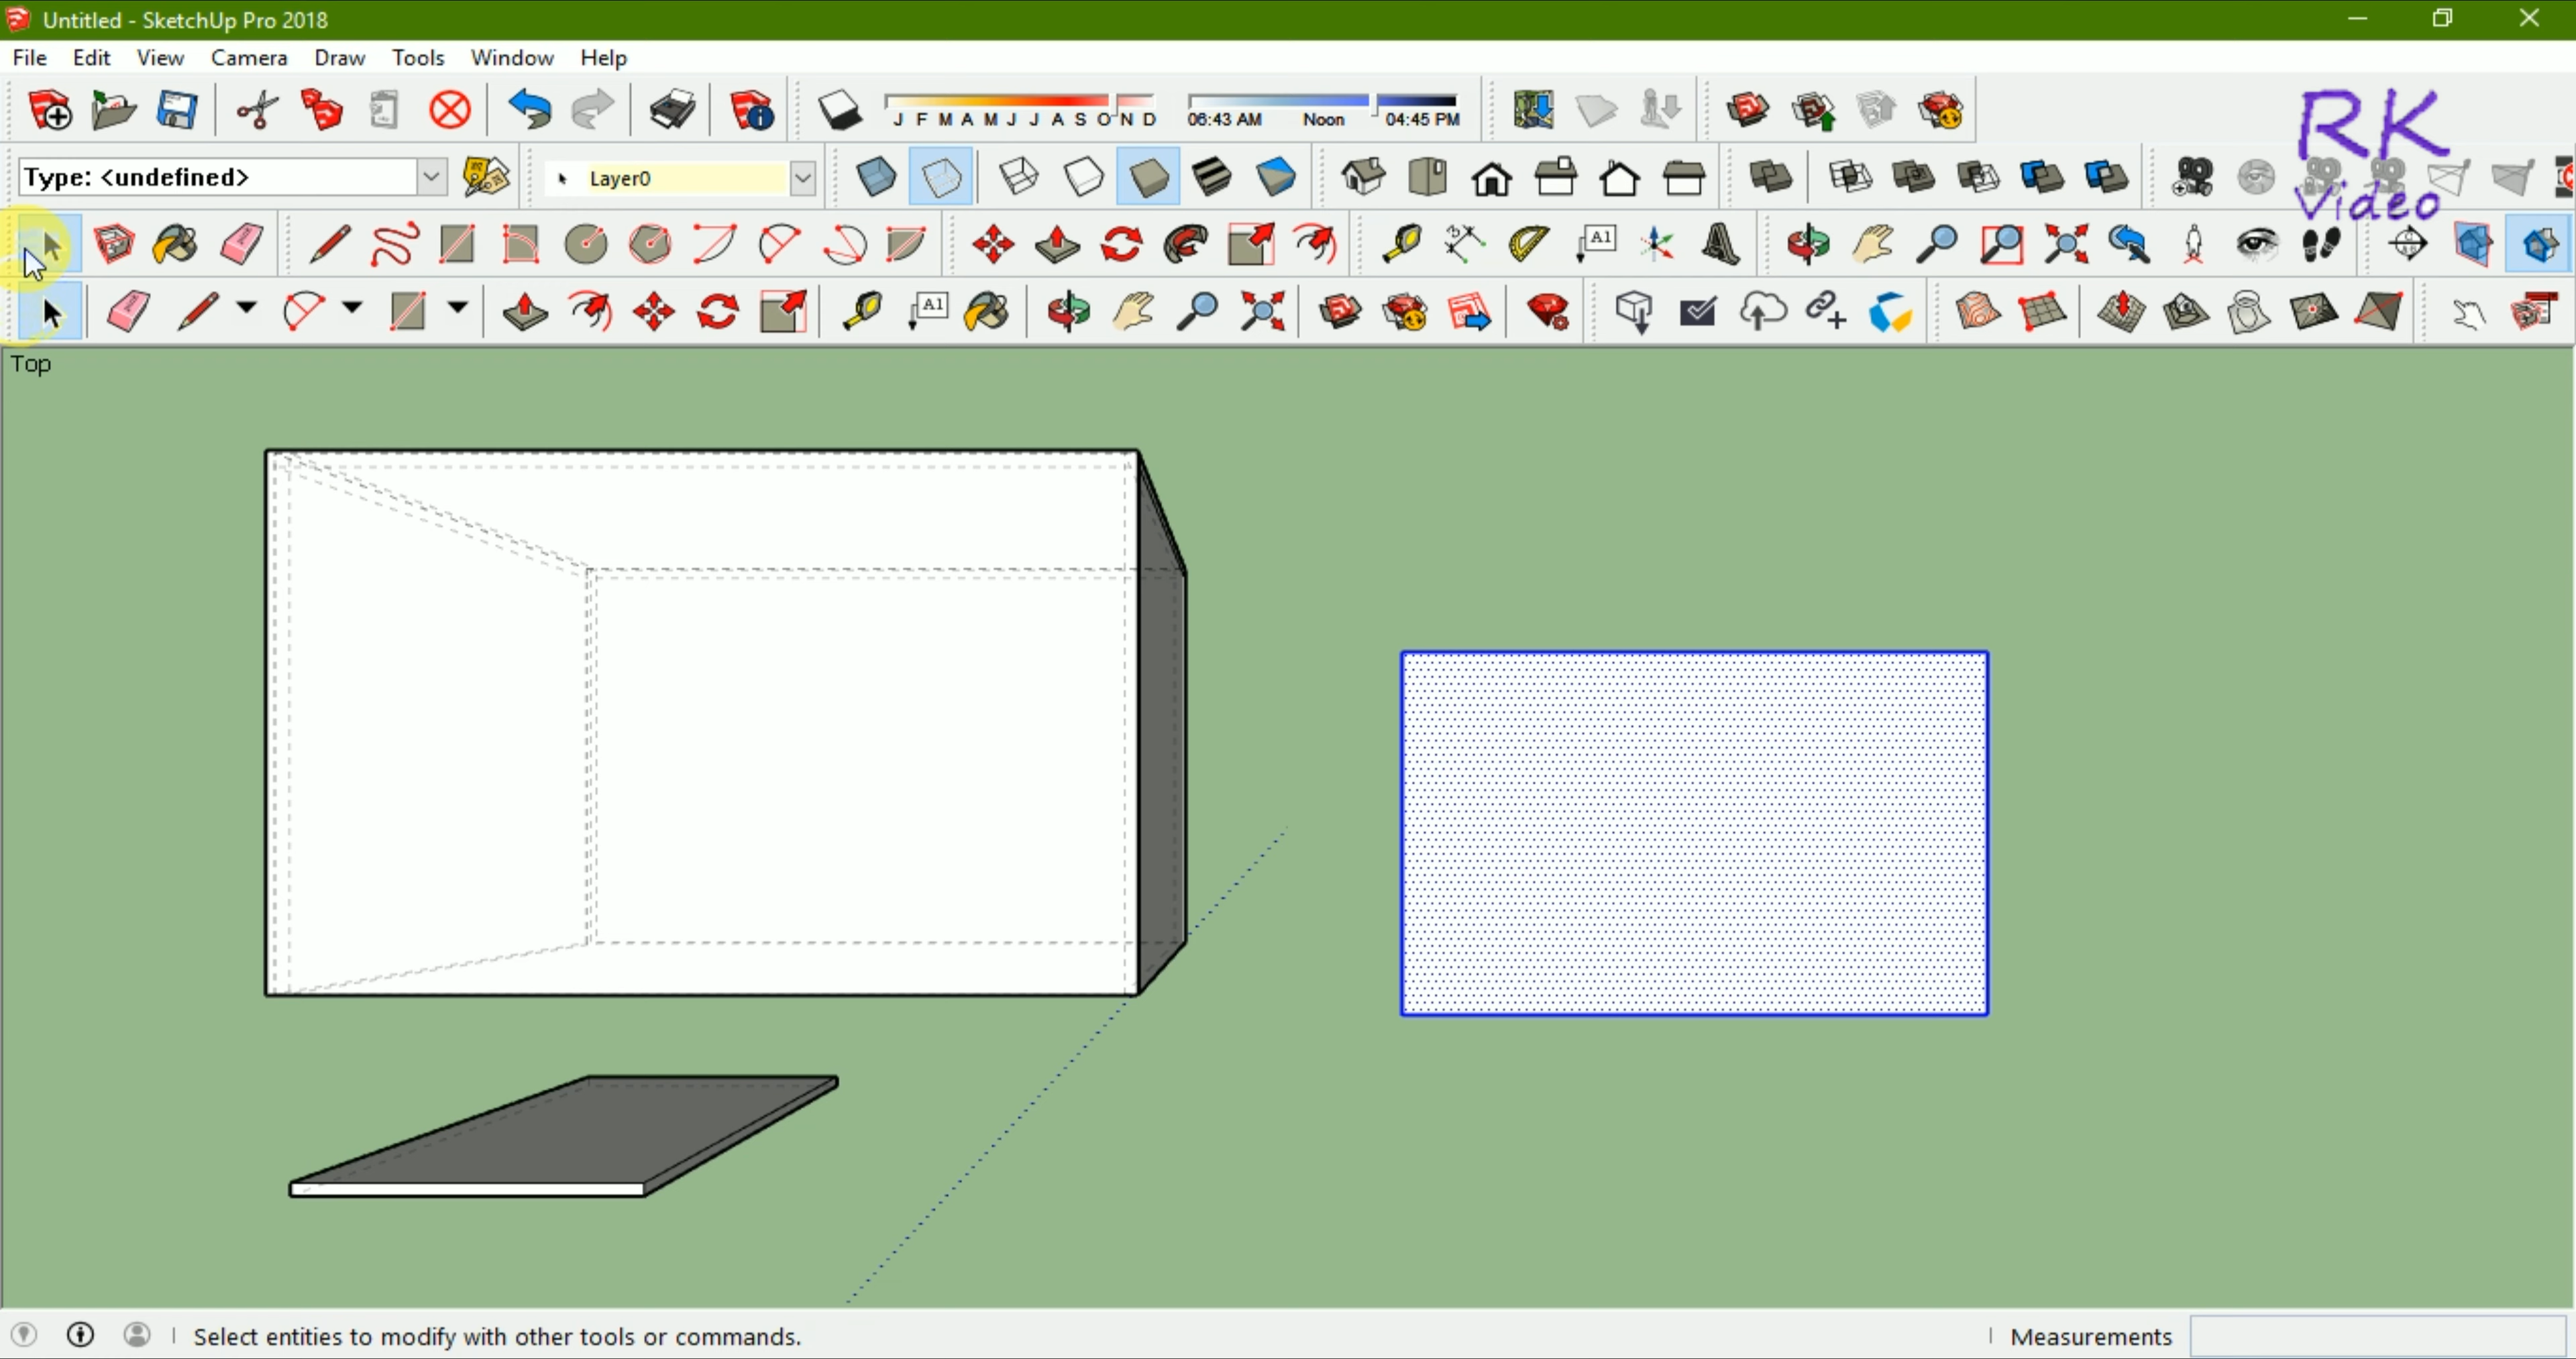 Untitled - SketchUp Pro 2018
File Edit View Camera Draw Tools Window Help
J F M A M J J A S O N D 06:43 AM Noon 04:45 PM
RK
Video
Type: <undefined> Layer0
A1
A1
Top
Select entities to modify with other tools or commands. Measurements